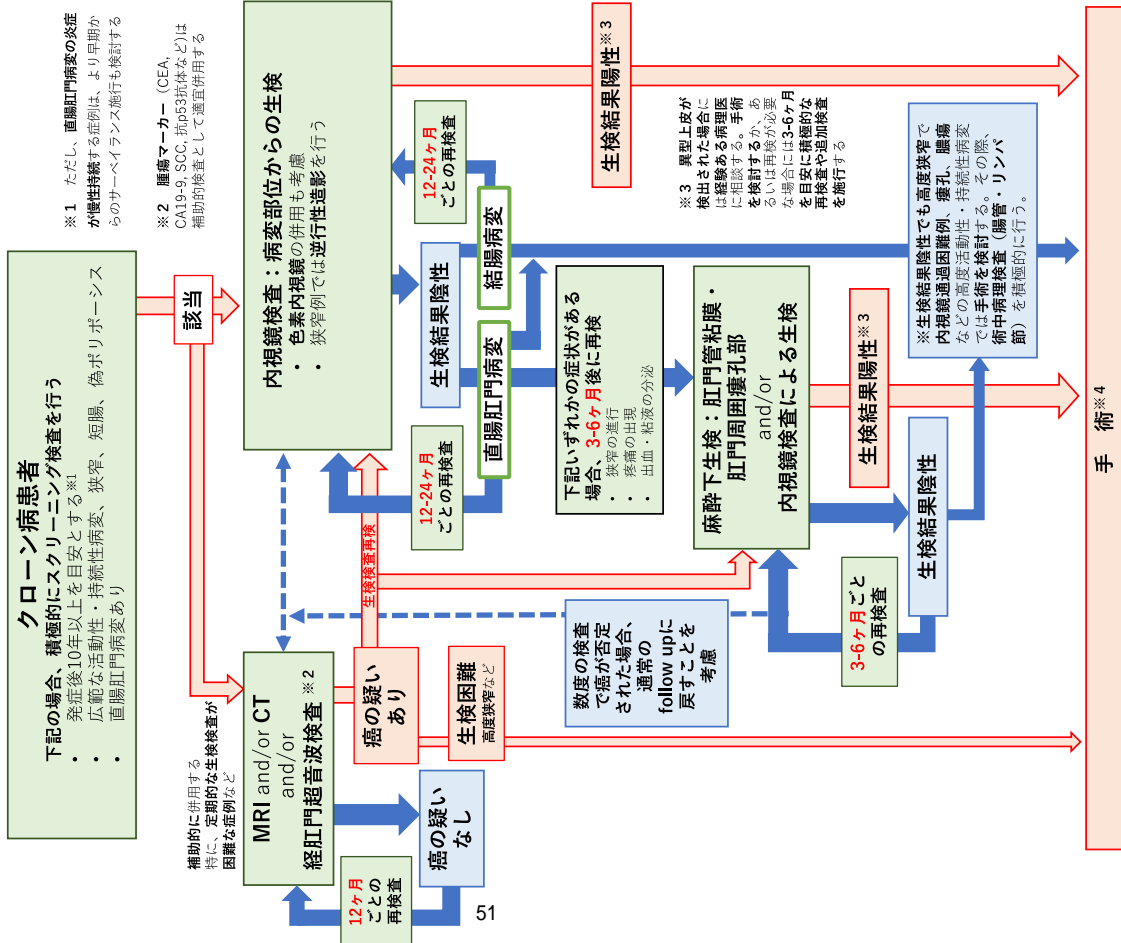 クローン病患者
下記の場合、積極的にスクリーニング検査を行う
・ 発症後10年以上を目安とする※1
・ 広範な活動性・持続性病変、狭窄、短腸、偽ポリポーシス
・ 直腸肛門病変あり
※１ ただし、直腸肛門病変の炎症
が慢性持続する症例は、より早期か
らのサーベイランス施行も検討する
※２ 腫瘍マーカー（CEA,
CA19-9, SCC, 抗p53抗体など)は
補助的検査として適宜併用する
該当
補助的に併用する
特に、定期的な生検検査が
困難な症例など
MRI and/or CT
and/or
経肛門超音波検査※2
内視鏡検査：病変部位からの生検
・ 色素内視鏡の併用も考慮
狭窄例では逆行性造影を行う
12ヶ月
ごとの
再検査
癌の疑い
なし
癌の疑い
あり
生検困難
高度狭窄など
生検検査再検
12-24ヶ月
ごとの再検査
12-24ヶ月
ごとの再検査
生検結果陰性
直腸肛門病変
結腸病変
生検結果陽性※3
下記いずれかの症状がある
場合、3-6ヶ月後に再検
・ 狭窄の進行
・ 疼痛の出現
・ 出血・粘液の分泌
※３ 異型上皮が
検出された場合に
は経験ある病理医
に相談する。手術
を検討するか、あ
るいは再検が必要
な場合には3-6ヶ月
を目安に積極的な
再検査や追加検査
を施行する
麻酔下生検：肛門管粘膜・
肛門周囲瘻孔部
and/or
内視鏡検査による生検
数度の検査
で癌が否定
された場合、
通常の
follow upに
戻すことを
考慮
3-6ヶ月ごと
の再検査
生検結果陰性
生検結果陽性※3
※生検結果陰性でも高度狭窄で
内視鏡通過困難例、瘻孔、膿瘍
などの高度活動性・持続性病変
では手術を検討する。その際、
術中病理検査（腸管・リンパ
節）を積極的に行う。
手 術※4
51